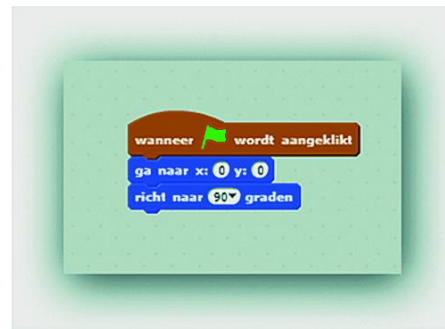 wanneer wordt aangeklikt
ga naar x: 0 y: 0
richt naar 90 graden